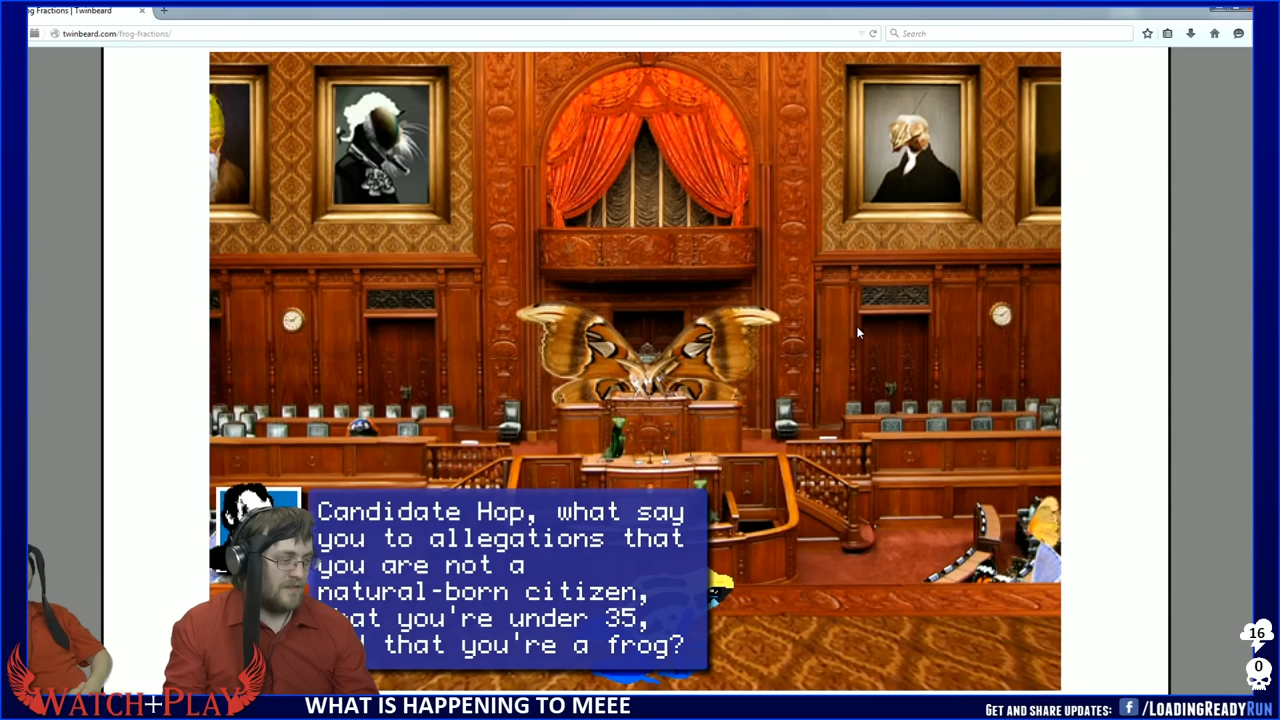 og Fractions | Twinbeard
twinbeard.com/frog-fractions/
Search
Candidate Hop, what say
you to allegations that
you are not a
natural-born citizen,
at you're under 35,
that you're a frog?
16
0
WATCH+PLAY
WHAT IS HAPPENING TO MEEE
GET AND SHARE UPDATES: f /LOADINGREADYRUN